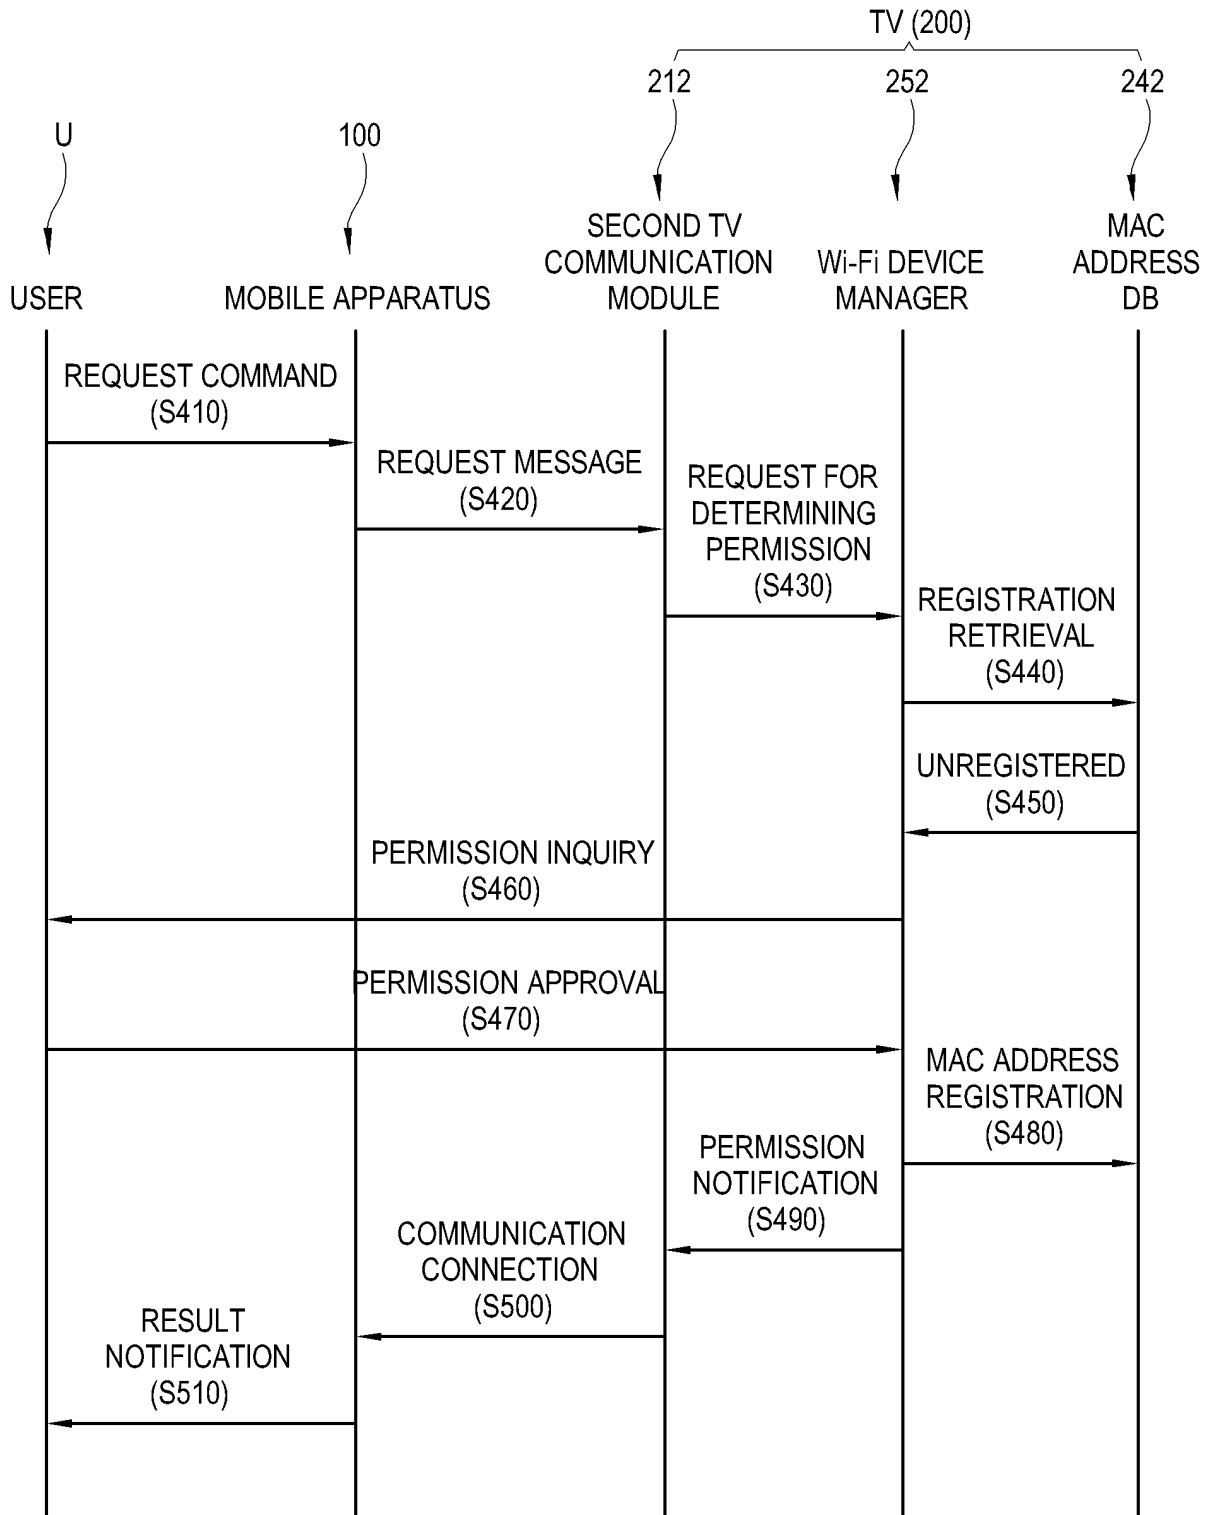 TV (200)
212
252
242
U
100
SECOND TV
COMMUNICATION
MODULE
Wi-Fi DEVICE
MANAGER
MAC
ADDRESS
DB
USER
MOBILE APPARATUS
REQUEST COMMAND
(S410)
REQUEST MESSAGE
(S420)
REQUEST FOR
DETERMINING
PERMISSION
(S430)
REGISTRATION
RETRIEVAL
(S440)
UNREGISTERED
(S450)
PERMISSION INQUIRY
(S460)
PERMISSION APPROVAL
(S470)
MAC ADDRESS
REGISTRATION
(S480)
PERMISSION
NOTIFICATION
(S490)
COMMUNICATION
CONNECTION
(S500)
RESULT
NOTIFICATION
(S510)